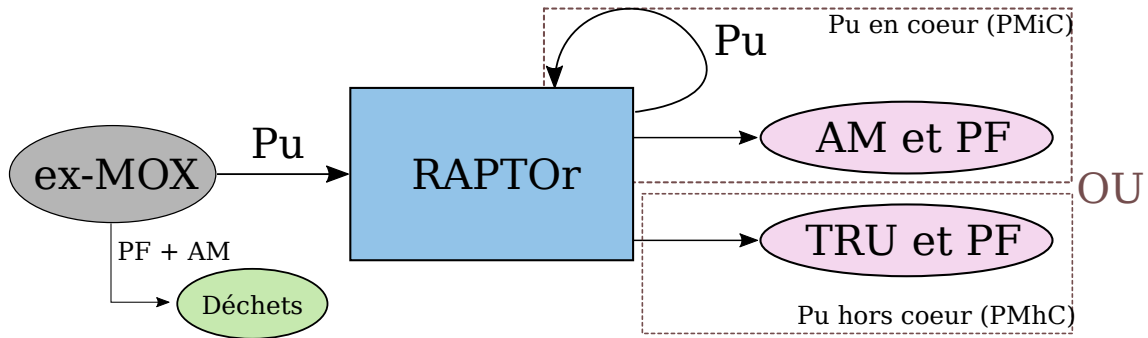 Pu en coeur (PMiC)
Pu
Pu
ex-MOX
RAPTOr
AM et PF
OU
TRU et PF
PF + AM
Déchets
Pu hors coeur (PMhC)